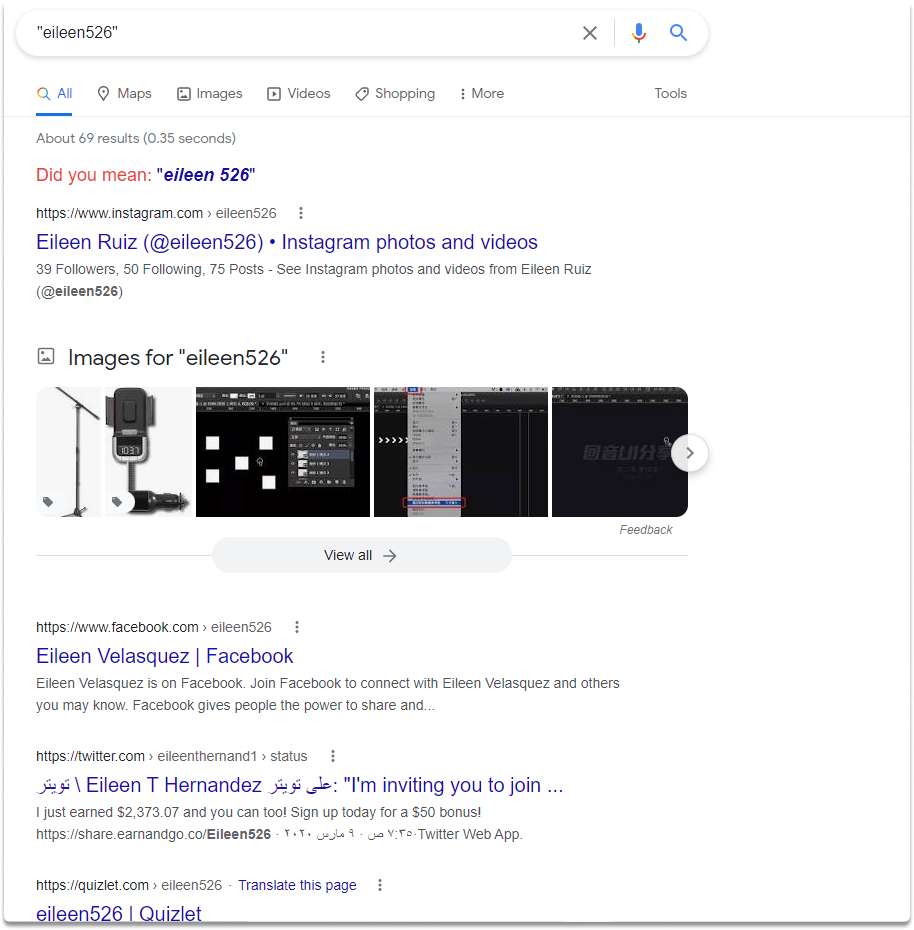 "eileen526"
All Maps Images Videos Shopping More Tools
About 69 results (0.35 seconds)
Did you mean: "eileen 526"
https://www.instagram.com › eileen526
Eileen Ruiz (@eileen526) • Instagram photos and videos
39 Followers, 50 Following, 75 Posts - See Instagram photos and videos from Eileen Ruiz
(@eileen526)
Images for "eileen526"
1037
回音UI分享
Feedback
View all
https://www.facebook.com › eileen526
Eileen Velasquez | Facebook
Eileen Velasquez is on Facebook. Join Facebook to connect with Eileen Velasquez and others
you may know. Facebook gives people the power to share and...
https://twitter.com › eileenthernand1 › status
تويتر \ Eileen T Hernandez على تويتر: "I'm inviting you to join ...
I just earned $2,373.07 and you can too! Sign up today for a $50 bonus!
https://share.earnandgo.co/Eileen526 · ٧:٣٥ ص · ٩ مارس ٢٠٢٠·Twitter Web App.
https://quizlet.com › eileen526 · Translate this page
eileen526 | Quizlet